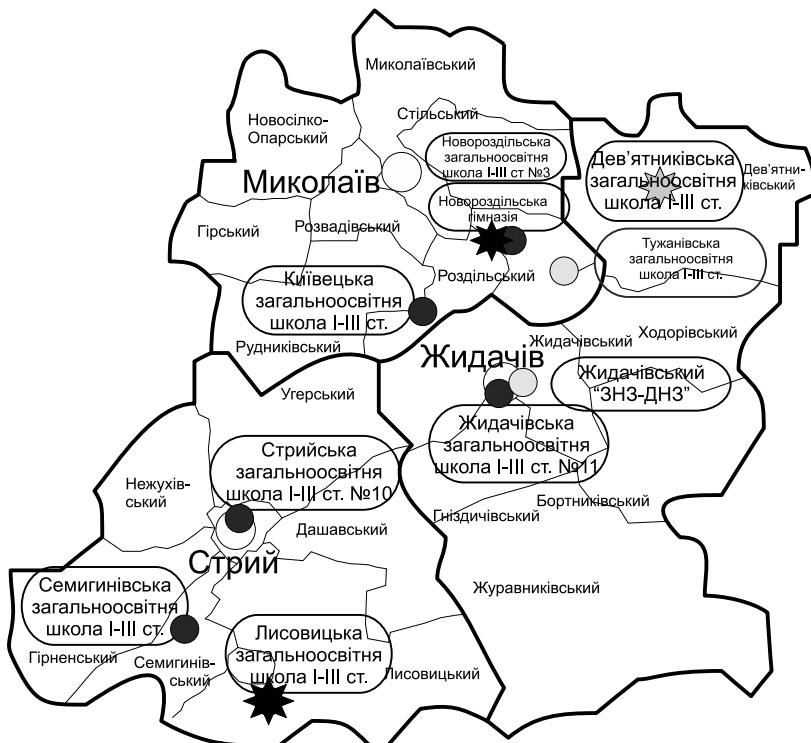 Миколаївський
Новосілко-
Опарський
Стільський
Новороздільська
загальноосвітня
школа І-ІІІ ст №3
Дев’ятниківська
загальноосвітня
школа І-ІІІ ст.
Дев’ятни-
ківський
Миколаїв
Новороздільська
гімназія
Гірський
Розвадівський
Тужанівська
загальноосвітня
школа І-ІІІ ст.
Роздільський
Київецька
загальноосвітня
школа І-ІІІ ст.
Рудниківський
Жидачівський
Ходорівський
Жидачів
Угерський
Жидачівський
“ЗНЗ-ДНЗ”
Жидачівська
загальноосвітня
школа І-ІІІ ст. №11
Стрийська
загальноосвітня
школа І-ІІІ ст. №10
Нежухів-
ський
Бортниківський
Гніздичівський
Дашавський
Стрий
Журавниківський
Семигинівська
загальноосвітня
школа І-ІІІ ст.
Лисовицька
загальноосвітня
школа І-ІІІ ст.
Гірненський
Семигинів-
ський
Лисовицький